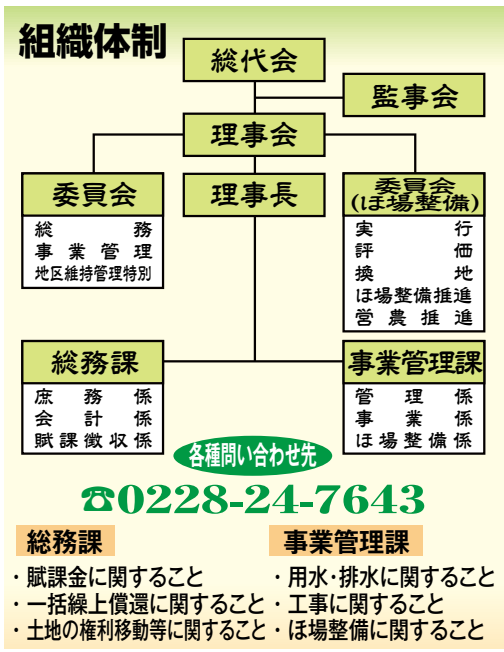 組織体制
総代会
監事会
理事会
委員会
総務
事業管理
地区維持管理特別
理事長
委員会
(ほ場整備)
実行
評価
換地
ほ場整備推進
営農推進
総務課
庶務係
会計係
賦課徴収係
事業管理課
管理係
事業係
ほ場整備係
各種問い合わせ先
☎0228-24-7643
総務課
・賦課金に関すること
・一括繰上償還に関すること
・土地の権利移動等に関すること
事業管理課
・用水・排水に関すること
・工事に関すること
・ほ場整備に関すること